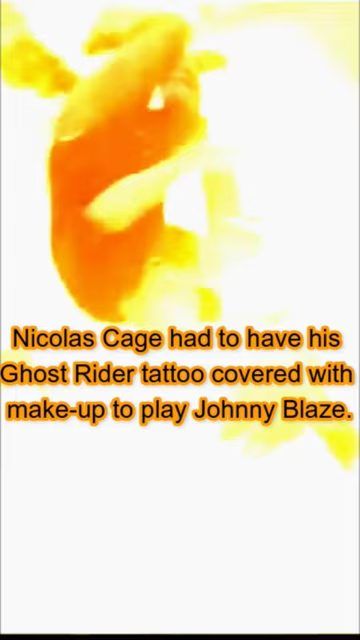 Nicolas Cage had to have his
Ghost Rider tattoo covered with
make-up to play Johnny Blaze.